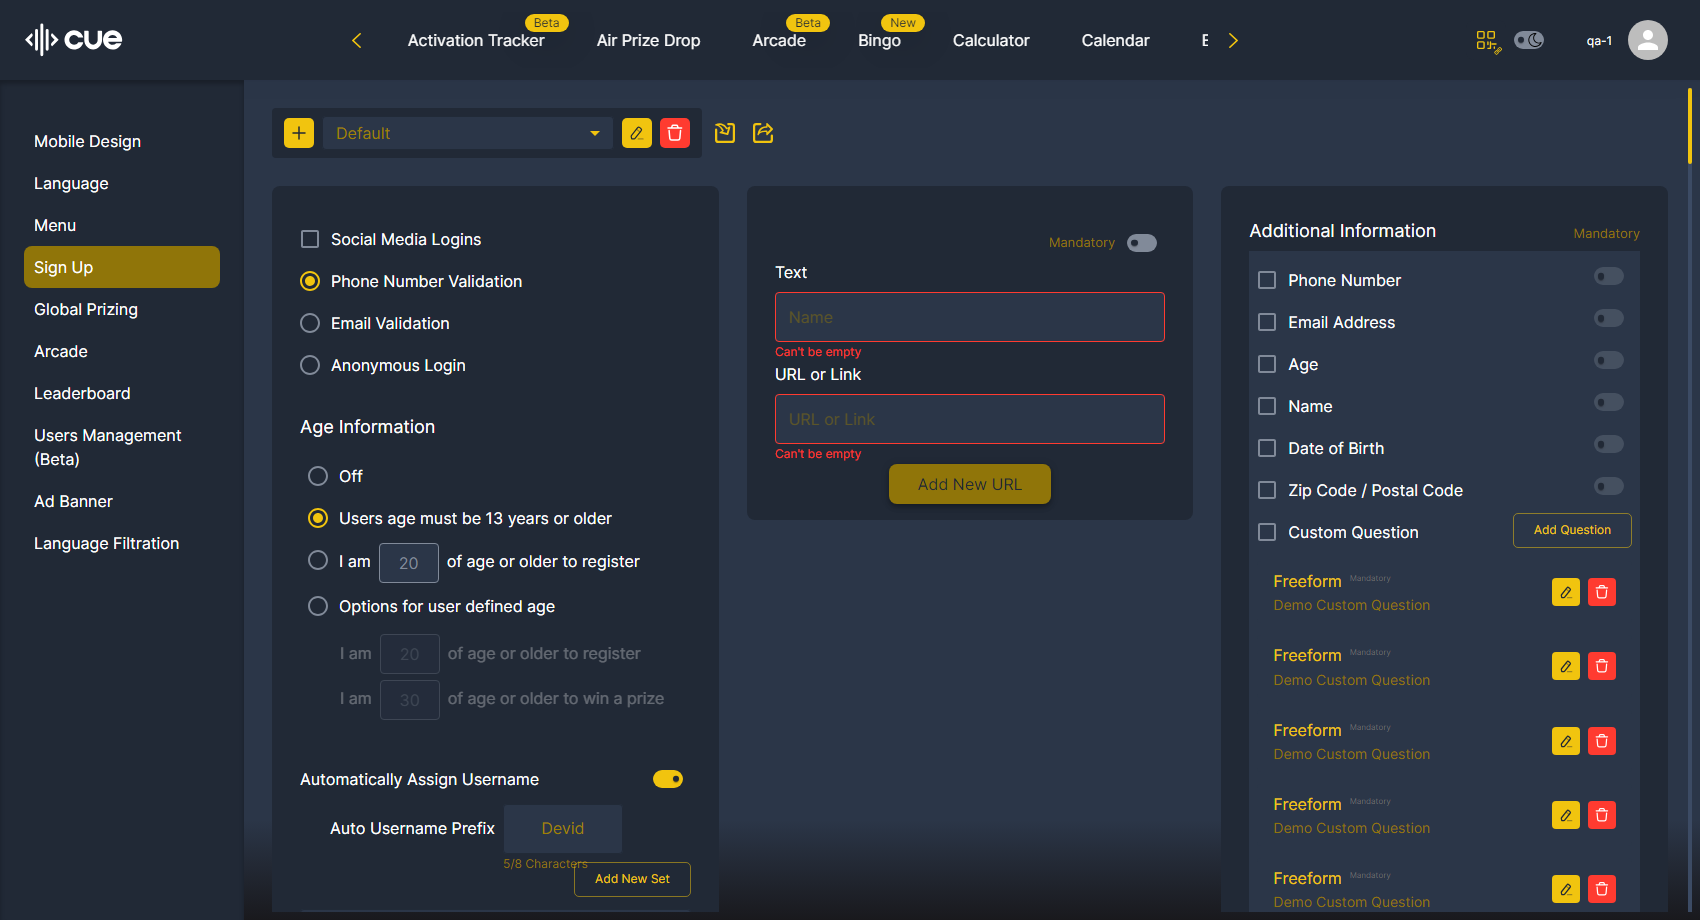 cue
Activation Tracker
Beta
Air Prize Drop
Arcade
Beta
Bingo
New
Calculator
Calendar
qa-1
Mobile Design
Language
Menu
Sign Up
Global Prizing
Arcade
Leaderboard
Users Management
(Beta)
Ad Banner
Language Filtration
Default
Social Media Logins
Phone Number Validation
Email Validation
Anonymous Login
Age Information
Off
Users age must be 13 years or older
I am 20 of age or older to register
Options for user defined age
I am 20 of age or older to register
I am 30 of age or older to win a prize
Automatically Assign Username
Auto Username Prefix Devid
5/8 Characters
Add New Set
Mandatory
Text
Name
Can't be empty
URL or Link
URL or Link
Can't be empty
Add New URL
Additional Information Mandatory
Phone Number
Email Address
Age
Name
Date of Birth
Zip Code / Postal Code
Custom Question Add Question
Freeform Mandatory
Demo Custom Question
Freeform Mandatory
Demo Custom Question
Freeform Mandatory
Demo Custom Question
Freeform Mandatory
Demo Custom Question
Freeform Mandatory
Demo Custom Question